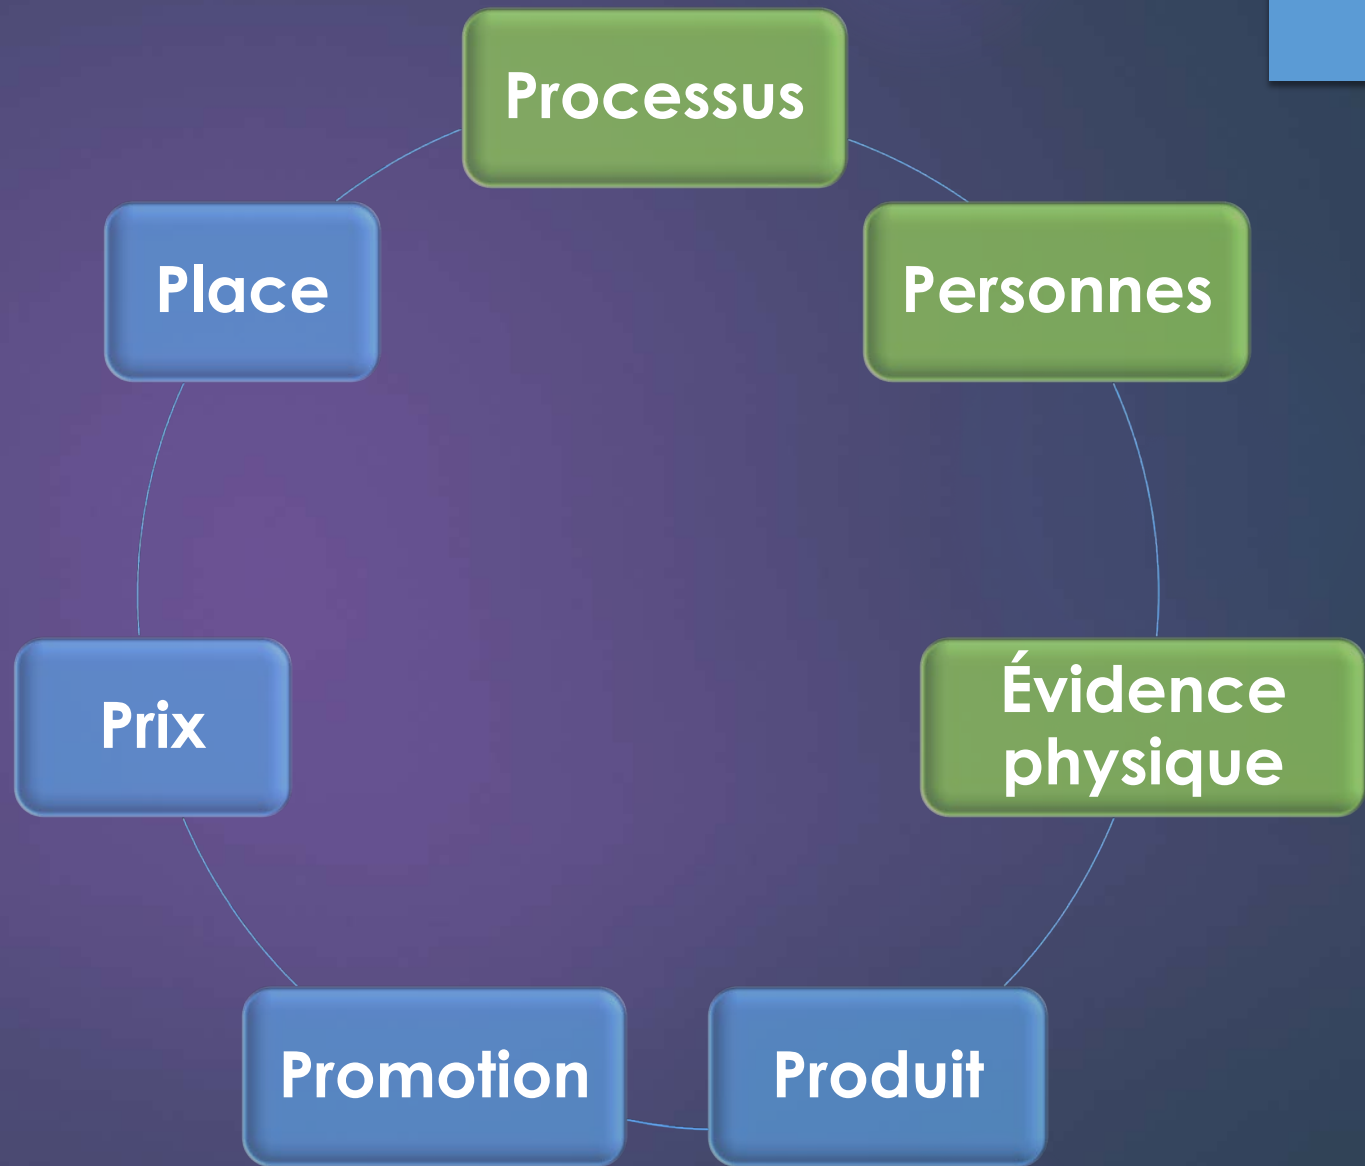 Processus
Place
Personnes
Prix
Évidence
physique
Promotion
Produit